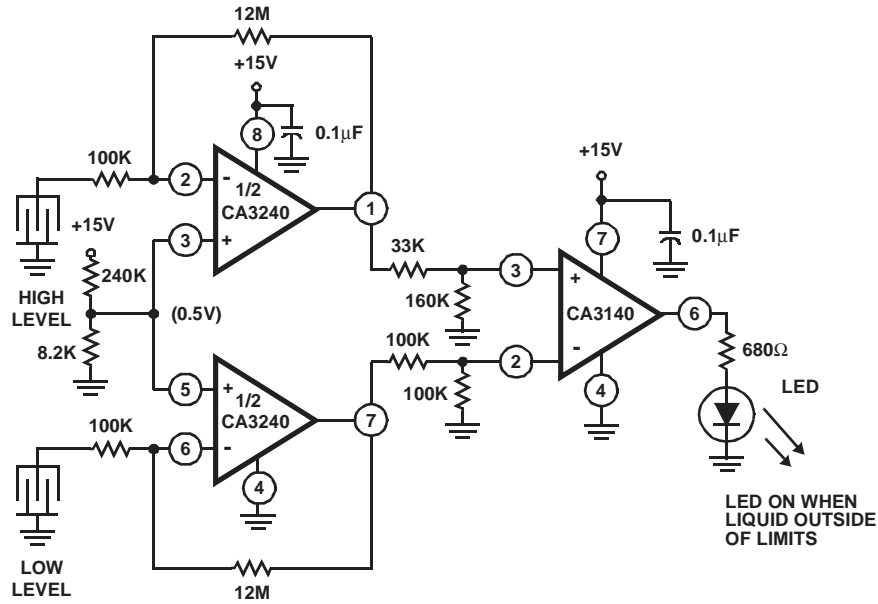 12M
+15V
8
0.1μF
100K
2
-
1/2
CA3240
1
+15V
3
+
240K
HIGH
LEVEL
(0.5V)
8.2K
+15V
7
0.1μF
33K
3
+
160K
CA3140
6
100K
2
-
100K
4
680Ω
LED
5
+
1/2
CA3240
7
100K
6
-
4
LOW
LEVEL
12M
LED ON WHEN
LIQUID OUTSIDE
OF LIMITS